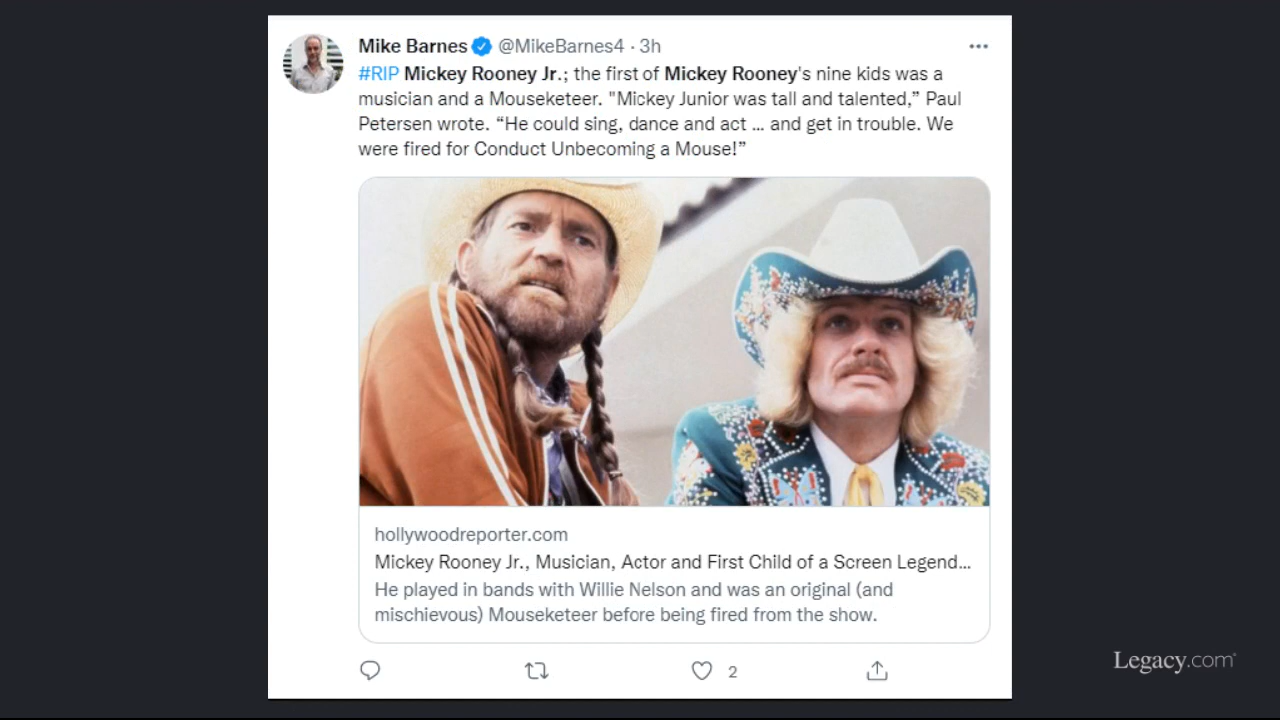 Mike Barnes @MikeBarnes4 · 3h
#RIP Mickey Rooney Jr.; the first of Mickey Rooney's nine kids was a
musician and a Mouseketeer. "Mickey Junior was tall and talented,” Paul
Petersen wrote. “He could sing, dance and act ... and get in trouble. We
were fired for Conduct Unbecoming a Mouse!”
hollywoodreporter.com
Mickey Rooney Jr., Musician, Actor and First Child of a Screen Legend...
He played in bands with Willie Nelson and was an original (and
mischievous) Mouseketeer before being fired from the show.
2
Legacy.com